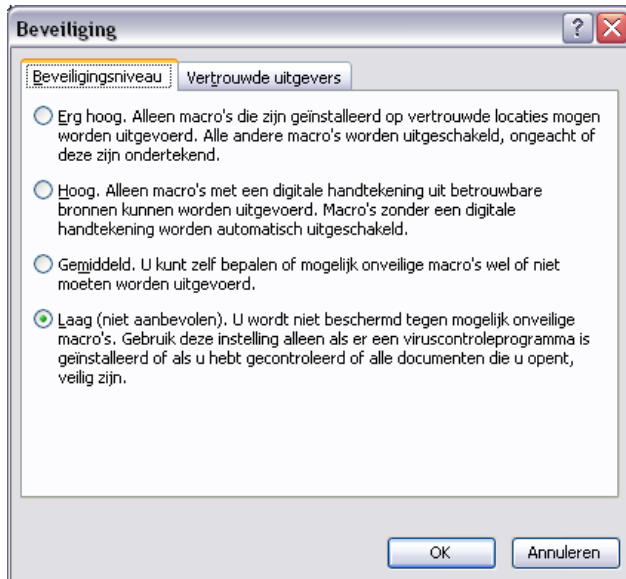 Beveiliging
Beveiligingsniveau Vertrouwde uitgevers
Erg hoog. Alleen macro's die zijn geïnstalleerd op vertrouwde locaties mogen
worden uitgevoerd. Alle andere macro's worden uitgeschakeld, ongeacht of
deze zijn ondertekend.
Hoog. Alleen macro's met een digitale handtekening uit betrouwbare
bronnen kunnen worden uitgevoerd. Macro's zonder een digitale
handtekening worden automatisch uitgeschakeld.
Gemiddeld. U kunt zelf bepalen of mogelijk onveilige macro's wel of niet
moeten worden uitgevoerd.
Laag (niet aanbevolen). U wordt niet beschermd tegen mogelijk onveilige
macro's. Gebruik deze instelling alleen als er een viruscontroleprogramma is
geïnstalleerd of als u hebt gecontroleerd of alle documenten die u opent,
veilig zijn.
OK Annuleren